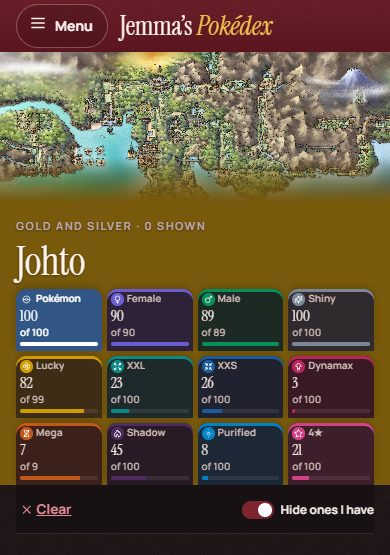 Menu
Jemma's Pokédex
GOLD AND SILVER · 0 SHOWN
Johto
Pokémon
100
of 100
Female
90
of 90
Male
89
of 89
Shiny
100
of 100
Lucky
82
of 99
XXL
23
of 100
XXS
26
of 100
Dynamax
3
of 100
Mega
7
of 9
Shadow
45
of 100
Purified
8
of 100
4★
21
of 100
× Clear
Hide ones I have